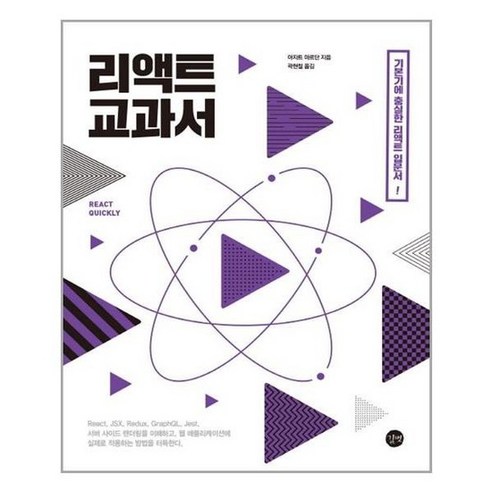 리액트
교과서
아자트 마르단 지음
곽현철 옮김
기본기에 충실한 리액트 입문서!
REACT
QUICKLY
React, JSX, Redux, GraphQL, Jest,
서버 사이드 렌더링을 이해하고, 웹 애플리케이션에
실제로 적용하는 방법을 터득한다.
길벗